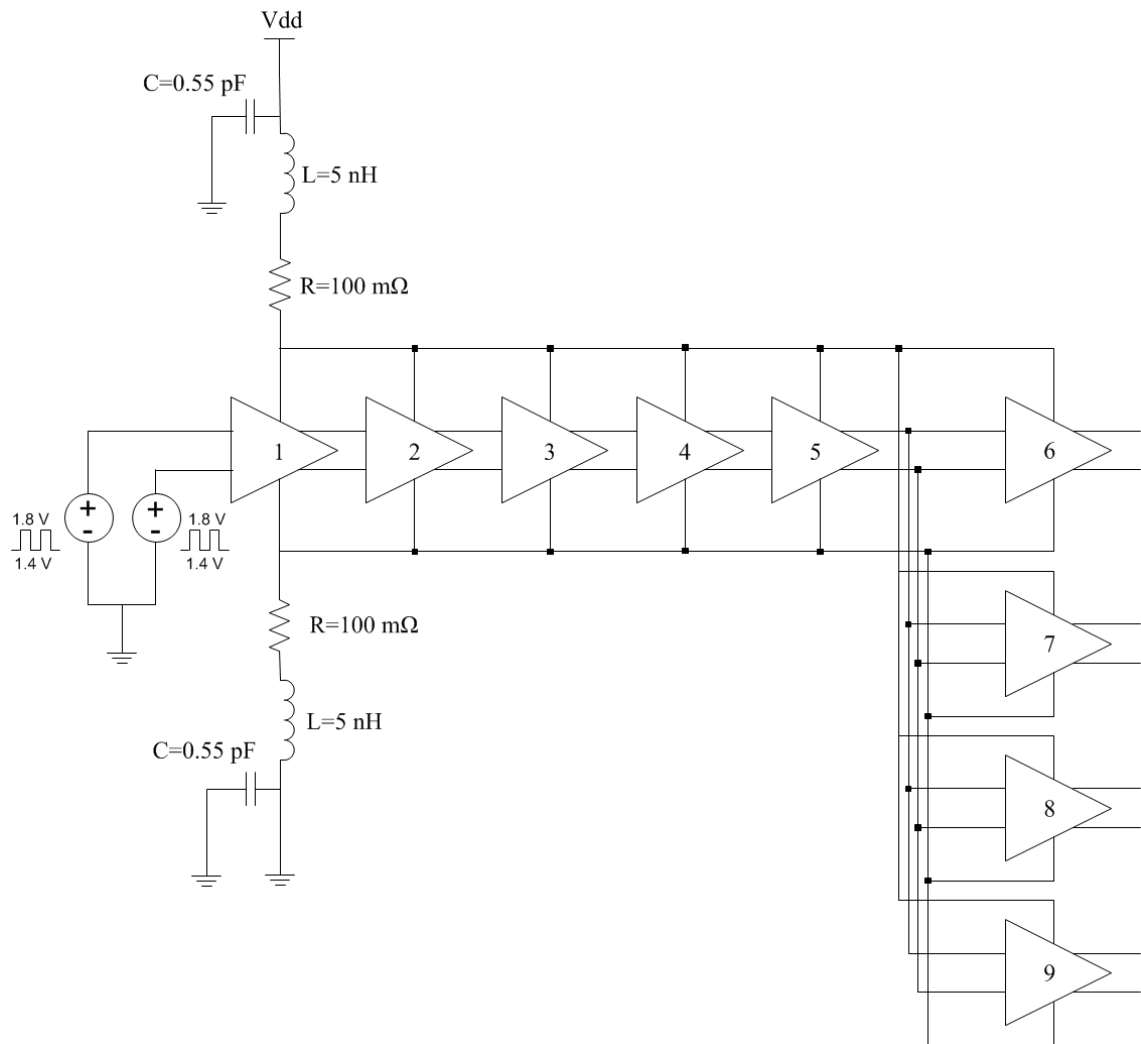 Vdd
C=0.55 pF
L=5 nH
R=100 mΩ
1
2
3
4
5
6
1.8 V
1.4 V
1.8 V
1.4 V
R=100 mΩ
7
L=5 nH
C=0.55 pF
8
9